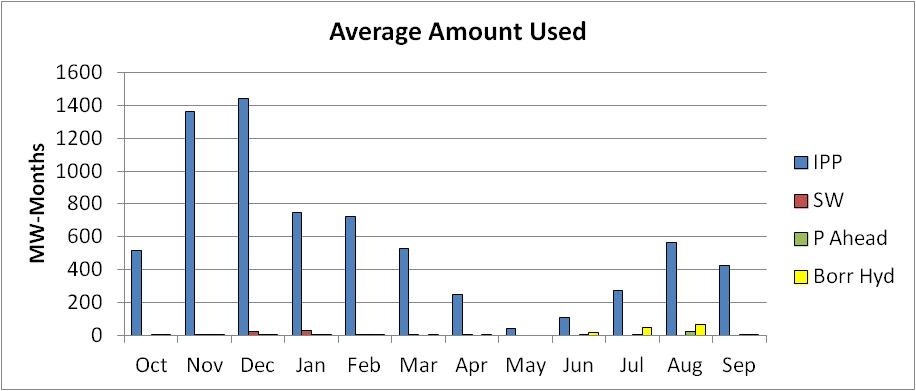 Average Amount Used
MW-Months
1600
1400
1200
1000
800
600
400
200
0
Oct Nov Dec Jan Feb Mar Apr May Jun Jul Aug Sep
IPP
SW
P Ahead
Borr Hyd